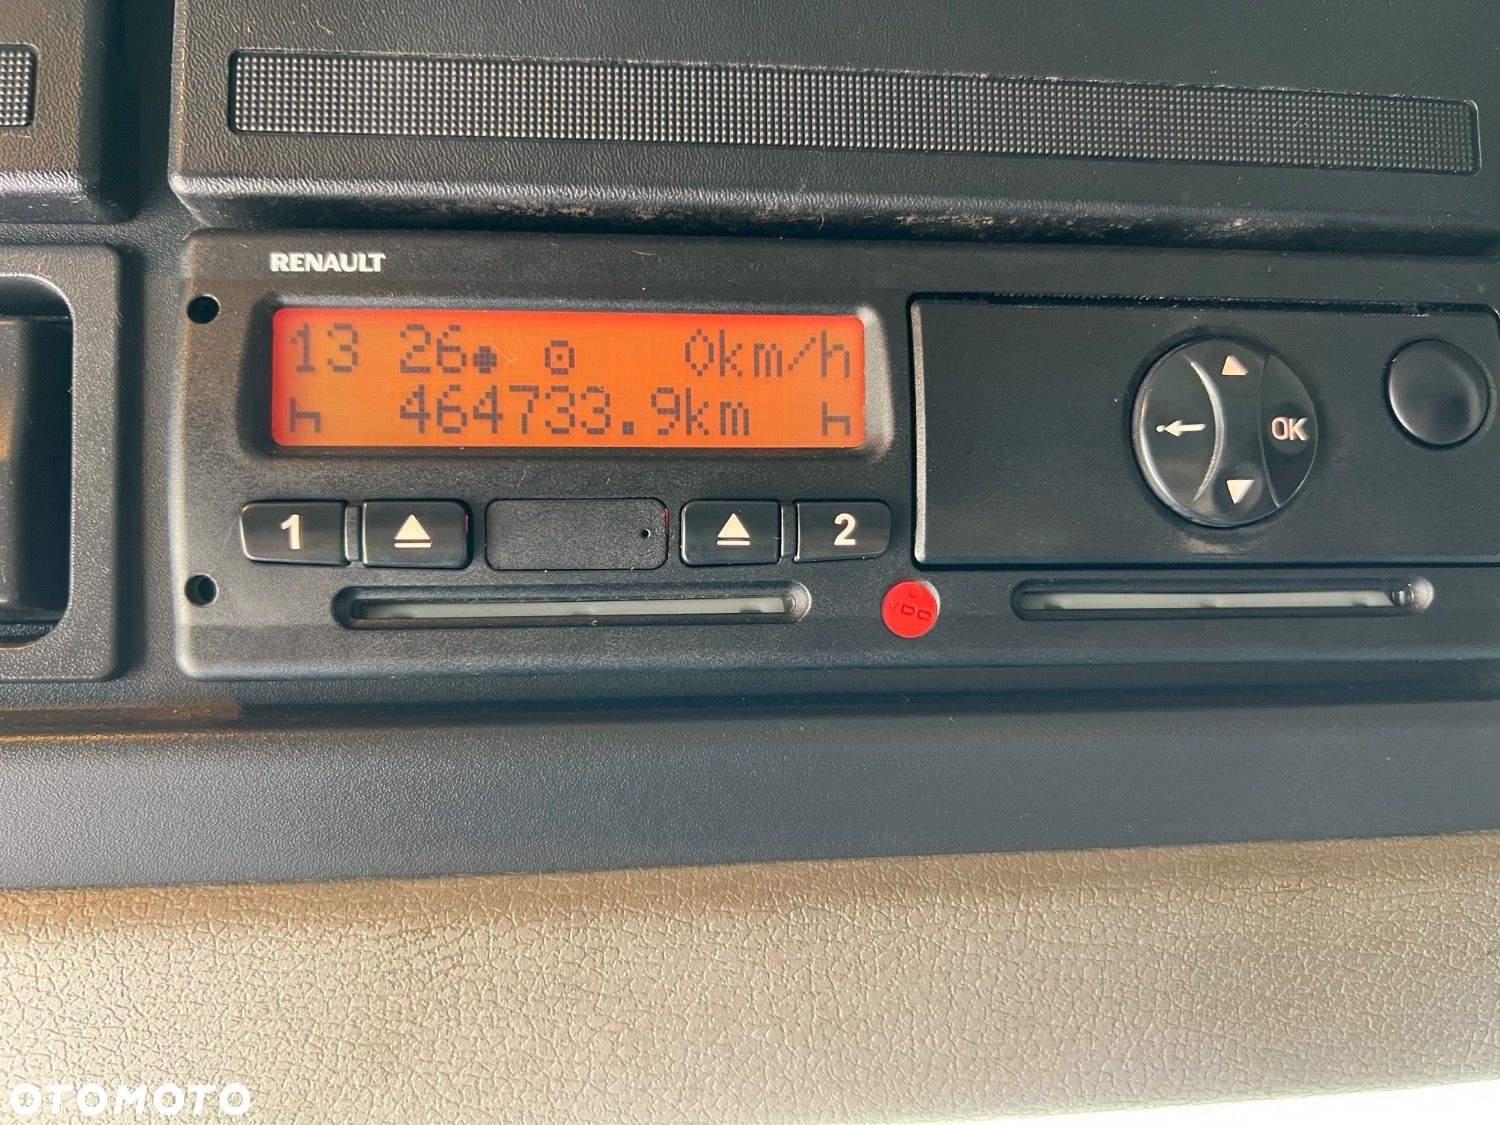 RENAULT
13 26 0km/h
464733.9km
1 2
OK
VDO
OTOMOTO